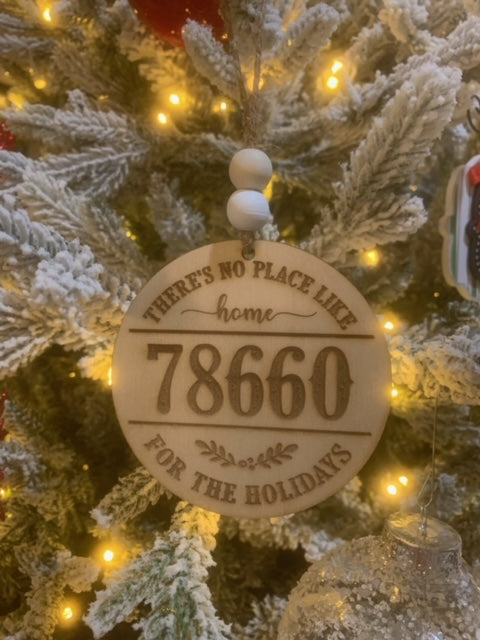 THERE'S NO PLACE LIKE
home
78660
FOR THE HOLIDAYS